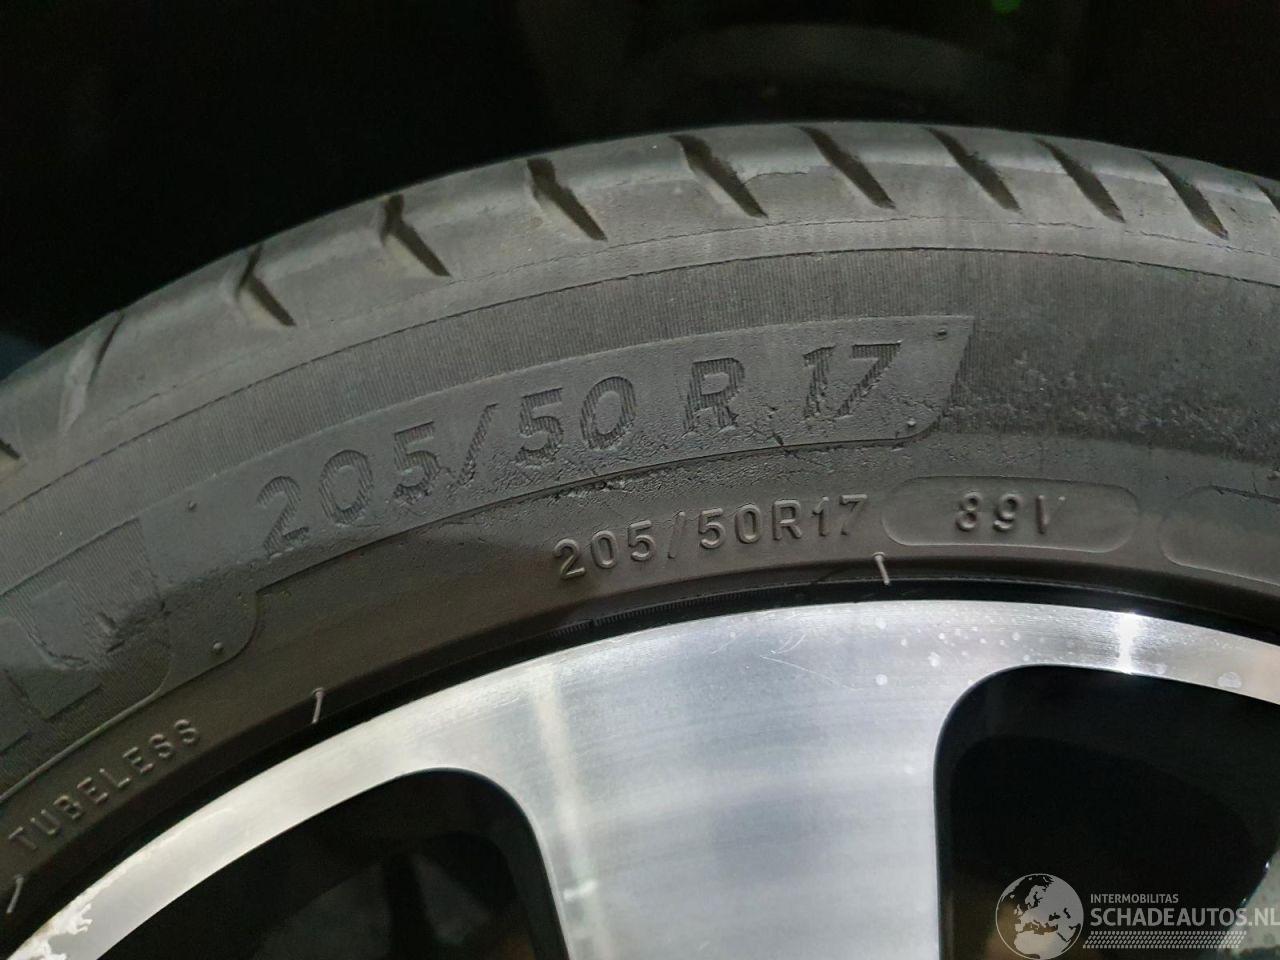 205/50 R 17
205/50R17 89V
TUBELESS
INTERMOBILITAS
SCHADEAUTOS.NL